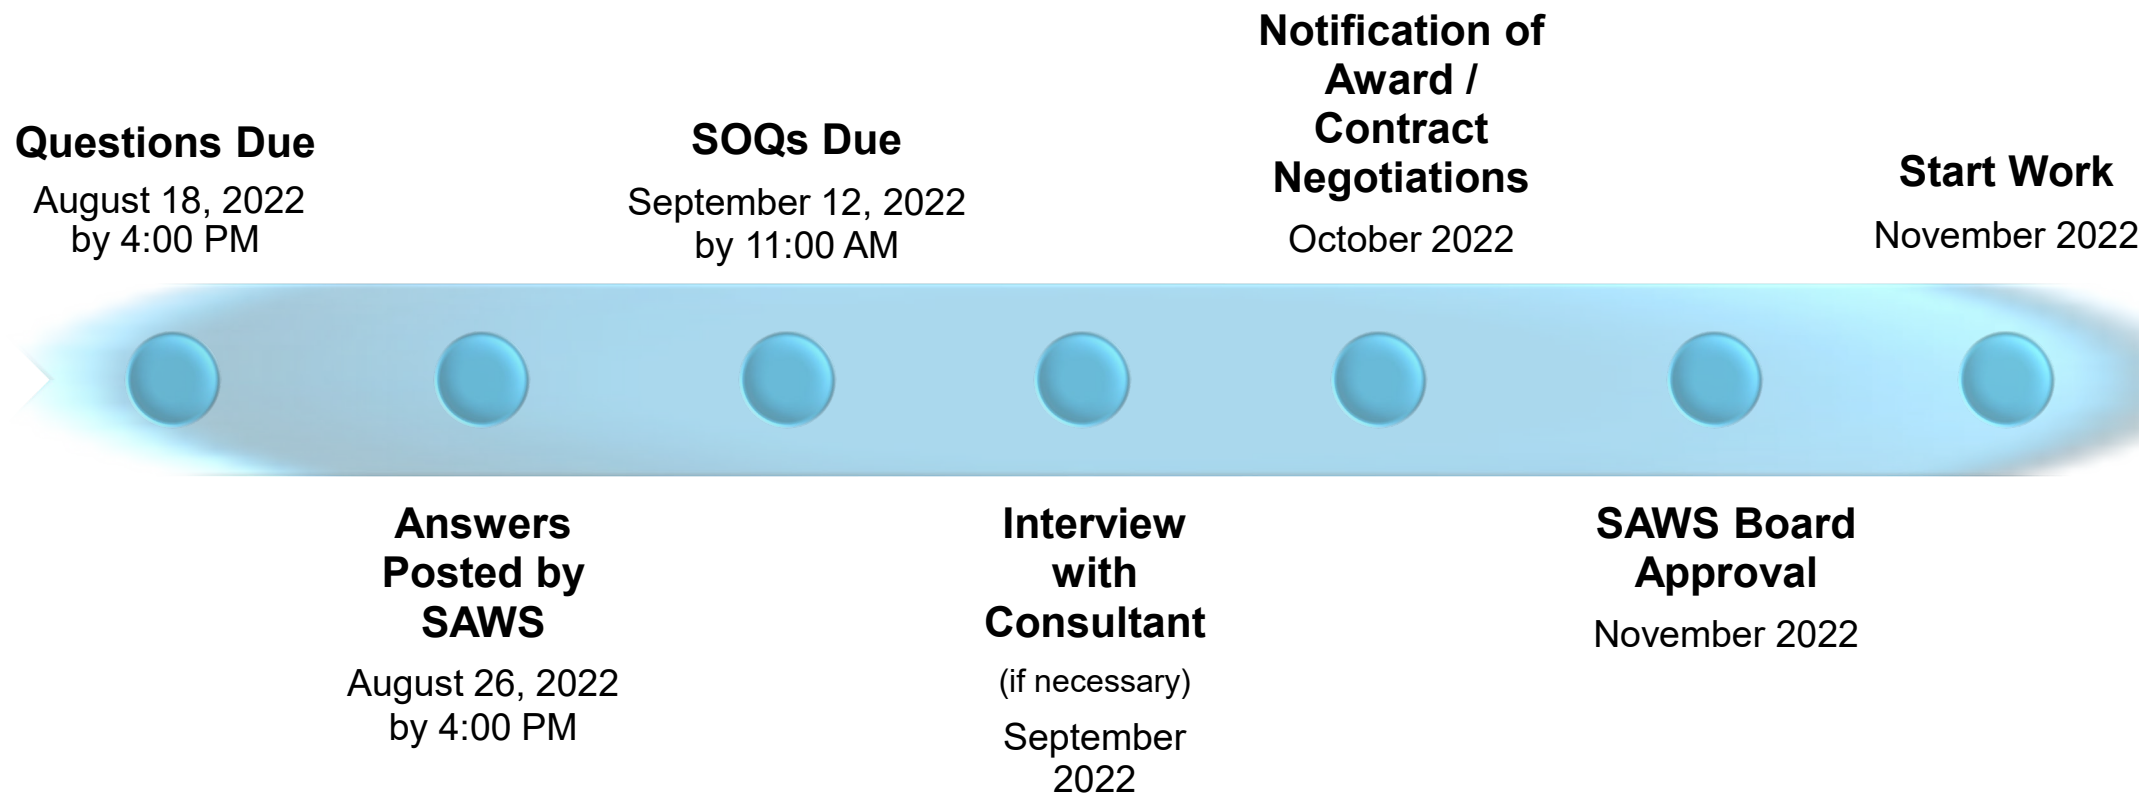 Questions Due
August 18, 2022
by 4:00 PM
Answers
Posted by
SAWS
August 26, 2022
by 4:00 PM
SOQs Due
September 12, 2022
by 11:00 AM
Interview
with
Consultant
(if necessary)
September
2022
Notification of
Award /
Contract
Negotiations
October 2022
SAWS Board
Approval
November 2022
Start Work
November 2022